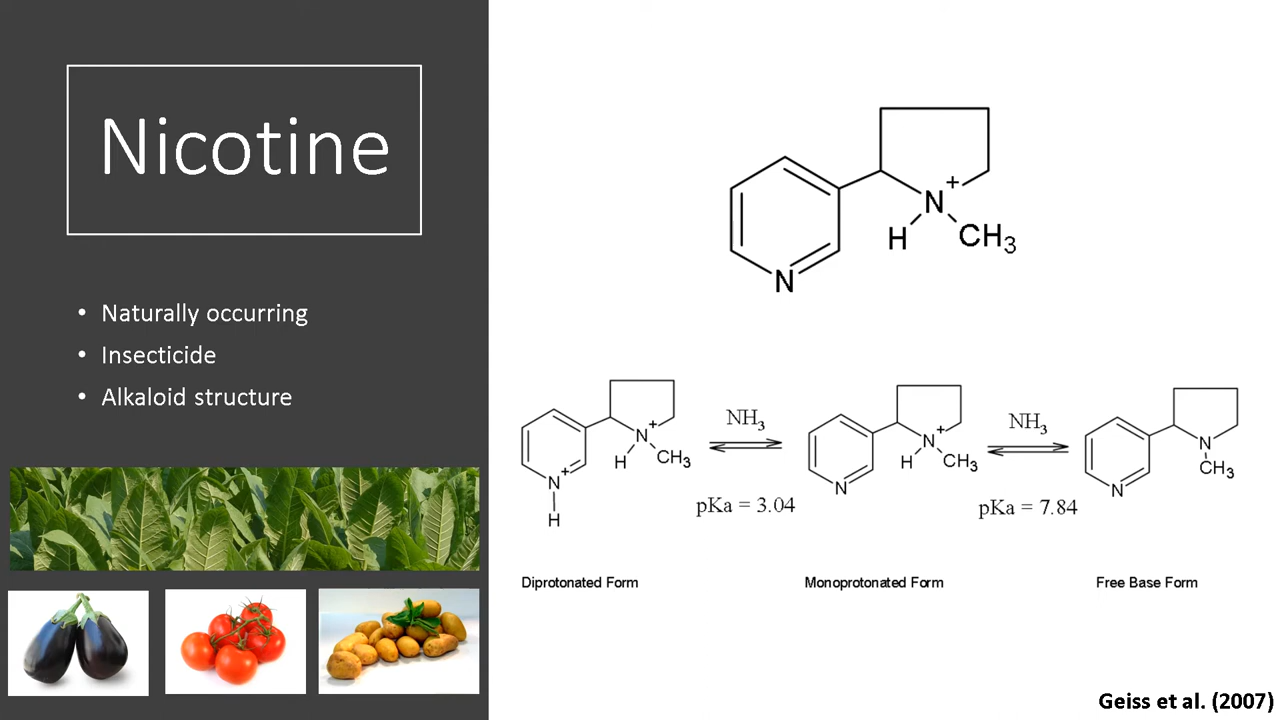 Nicotine
• Naturally occurring
• Insecticide
• Alkaloid structure
N
+
H
CH3
N
N
+
H
CH3
N
+
H
NH3
pKa = 3.04
N
+
H
CH3
N
NH3
pKa = 7.84
N
CH3
N
Diprotonated Form
Monoprotonated Form
Free Base Form
Geiss et al. (2007)